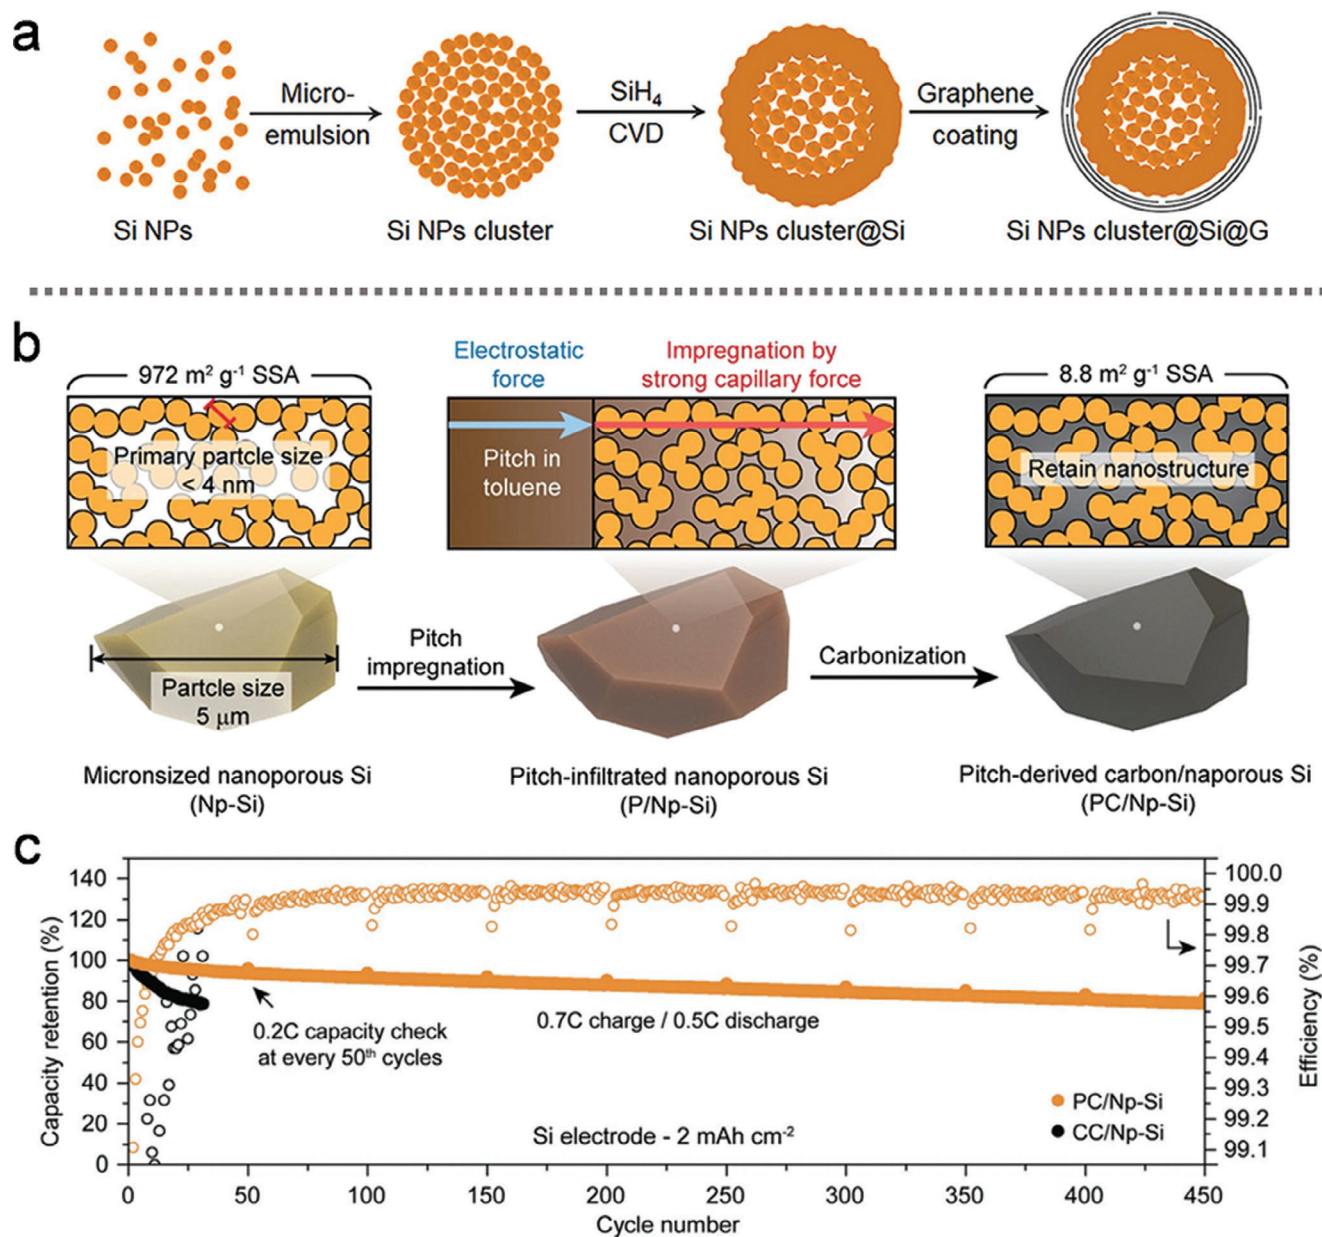 a
Micro-
emulsion
SiH4
CVD
Graphene
coating
Si NPs
Si NPs cluster
Si NPs cluster@Si
Si NPs cluster@Si@G
b
972 m² g⁻¹ SSA
Primary partcle size
< 4 nm
Electrostatic
force
Impregnation by
strong capillary force
Pitch in
toluene
8.8 m² g⁻¹ SSA
Retain nanostructure
Partcle size
5 μm
Pitch
impregnation
Carbonization
Micronsized nanoporous Si
(Np-Si)
Pitch-infiltrated nanoporous Si
(P/Np-Si)
Pitch-derived carbon/naporous Si
(PC/Np-Si)
c
Capacity retention (%)
140
120
100
80
60
40
20
0
0.2C capacity check
at every 50th cycles
0.7C charge / 0.5C discharge
Si electrode - 2 mAh cm⁻²
PC/Np-Si
CC/Np-Si
100.0
99.9
99.8
99.7
99.6
99.5
99.4
99.3
99.2
99.1
Efficiency (%)
0 50 100 150 200 250 300 350 400 450
Cycle number